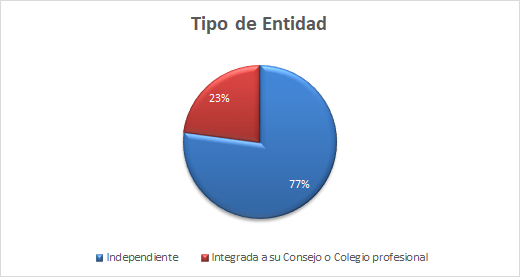 Tipo de Entidad
23%
77%
Independiente
Integrada a su Consejo o Colegio profesional